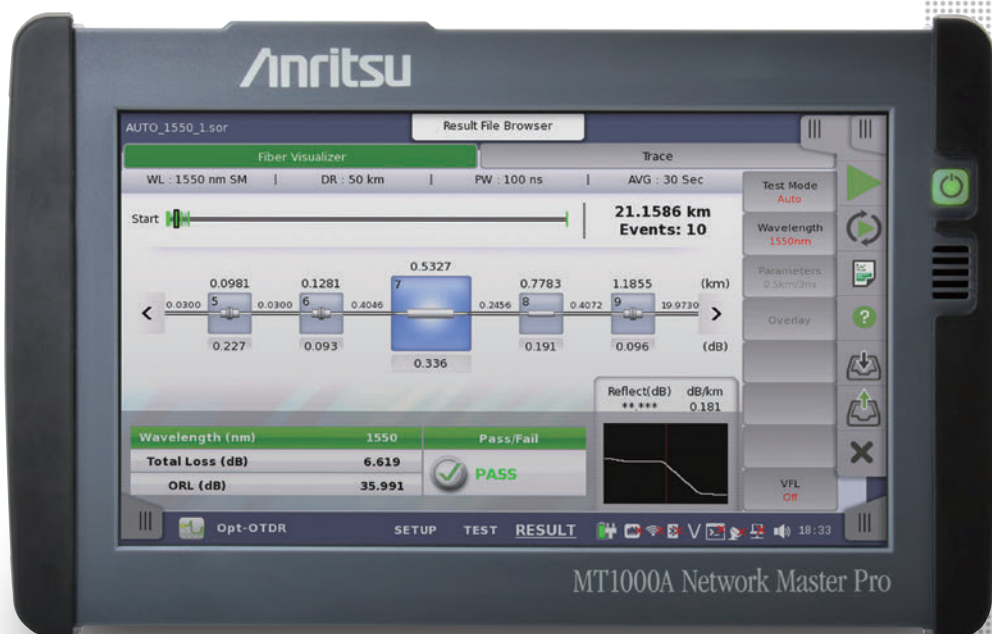 Anritsu
AUTO_1550_1.sor
Result File Browser
Fiber Visualizer
Trace
WL : 1550 nm SM | DR : 50 km | PW : 100 ns | AVG : 30 Sec
Start
21.1586 km
Events: 10
0.0981 0.1281 0.5327 0.7783 1.1855 (km)
5 6 7 8 9
0.0300 0.0300 0.4046 0.2456 0.4072 19.9730
0.227 0.093 0.336 0.191 0.096 (dB)
Reflect(dB) dB/km
**.*** 0.181
Wavelength (nm) 1550 Pass/Fail
Total Loss (dB) 6.619
PASS
ORL (dB) 35.991
Test Mode
Auto
Wavelength
1550nm
Parameters
0.5km/3ns
Overlay
VFL
Off
Opt-OTDR
SETUP TEST RESULT
18:33
MT1000A Network Master Pro